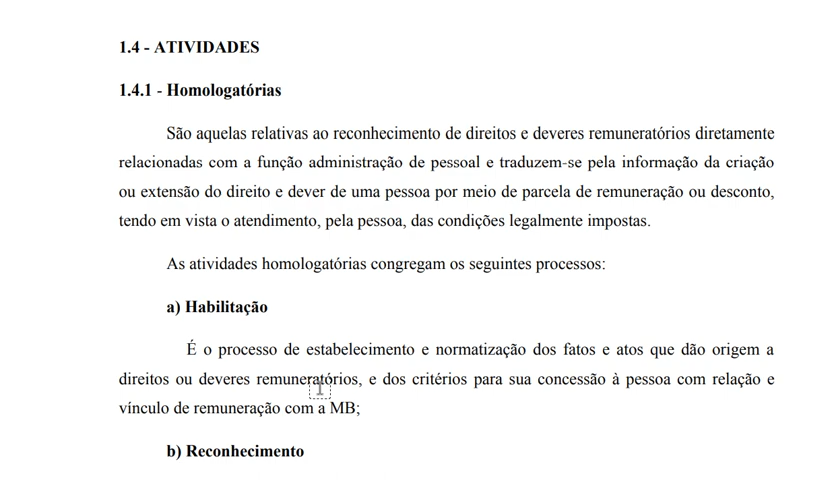 1.4 - ATIVIDADES
1.4.1 - Homologatórias
São aquelas relativas ao reconhecimento de direitos e deveres remuneratórios diretamente
relacionadas com a função administração de pessoal e traduzem-se pela informação da criação
ou extensão do direito e dever de uma pessoa por meio de parcela de remuneração ou desconto,
tendo em vista o atendimento, pela pessoa, das condições legalmente impostas.
As atividades homologatórias congregam os seguintes processos:
a) Habilitação
É o processo de estabelecimento e normatização dos fatos e atos que dão origem a
direitos ou deveres remuneratórios, e dos critérios para sua concessão à pessoa com relação e
vínculo de remuneração com a MB;
b) Reconhecimento